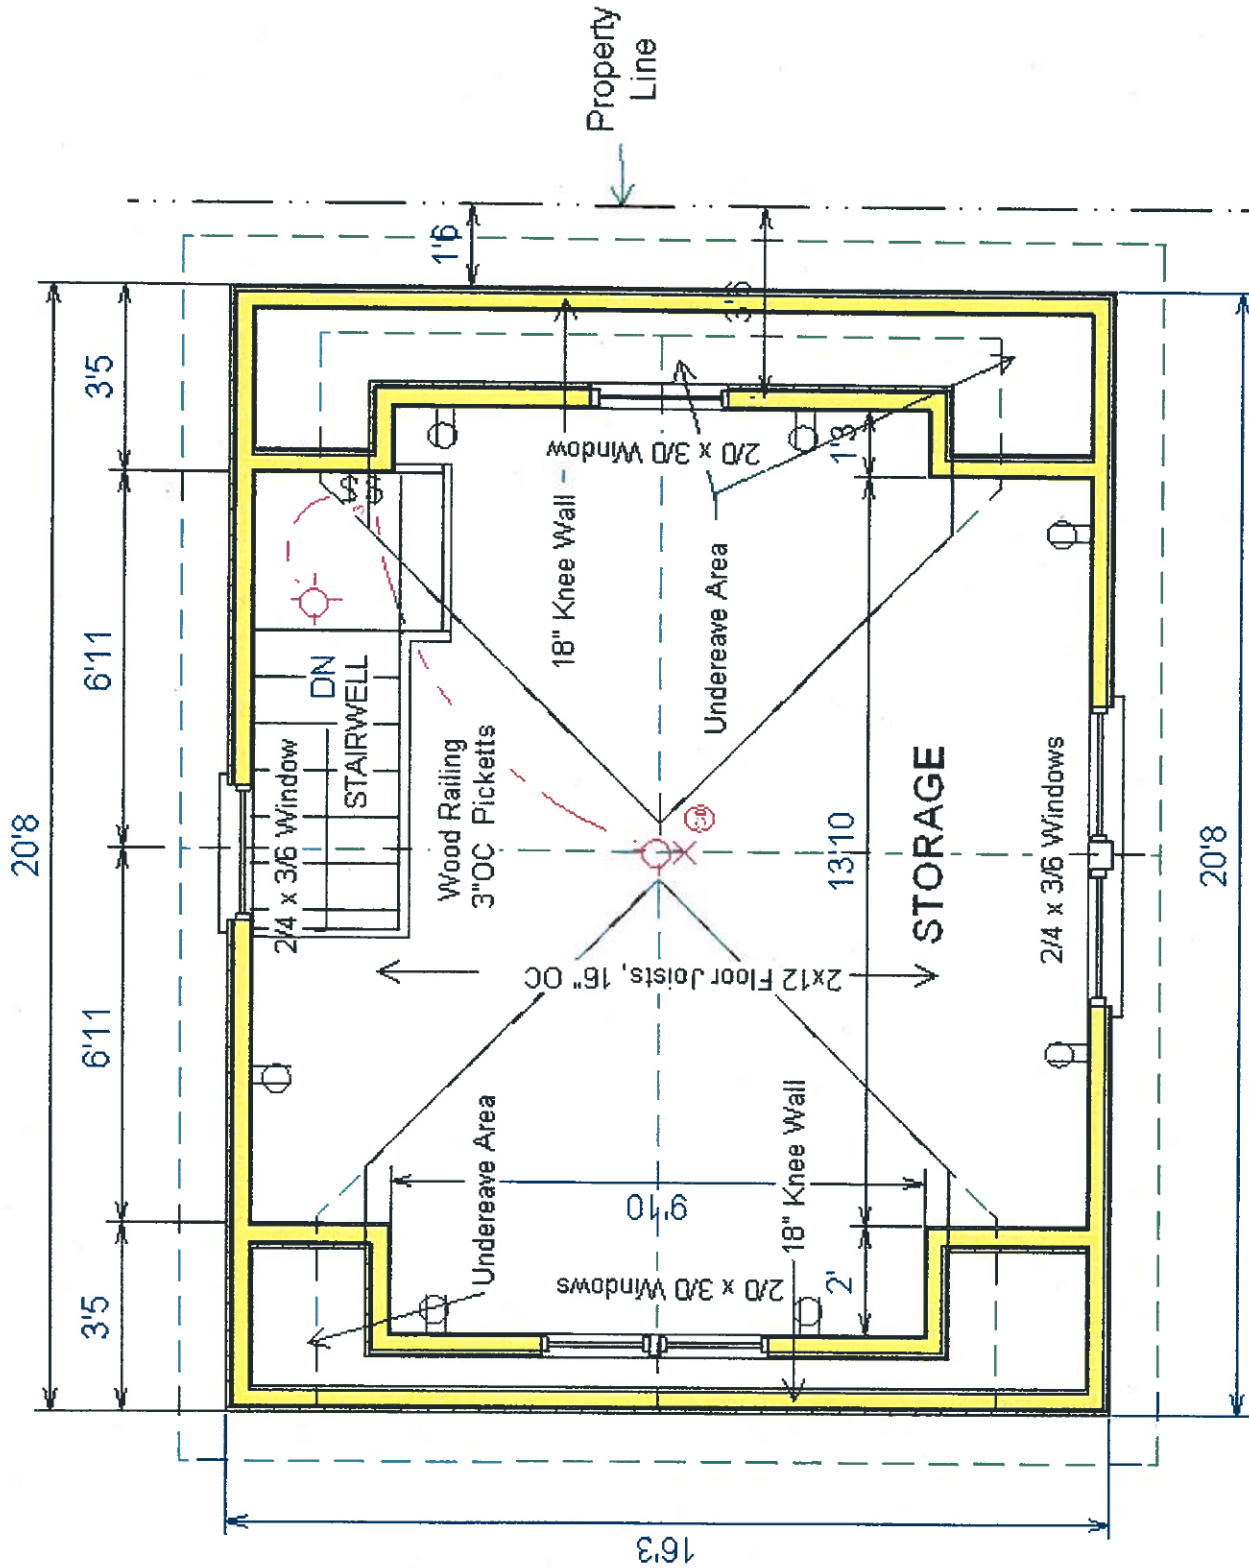 20'8
3'5
6'11
6'11
3'5
16'3
Property
Line
1'6
3'6
2/4 x 3/6 Window
DN
STAIRWELL
$$
3
Wood Railing
3"OC Picketts
18" Knee Wall
2/0 x 3/0 Window
1'3
Undereave Area
SD
2x12 Floor Joists, 16" OC
13'10
STORAGE
2/4 x 3/6 Windows
Undereave Area
9'10
18" Knee Wall
2/0 x 3/0 Windows
2'
20'8